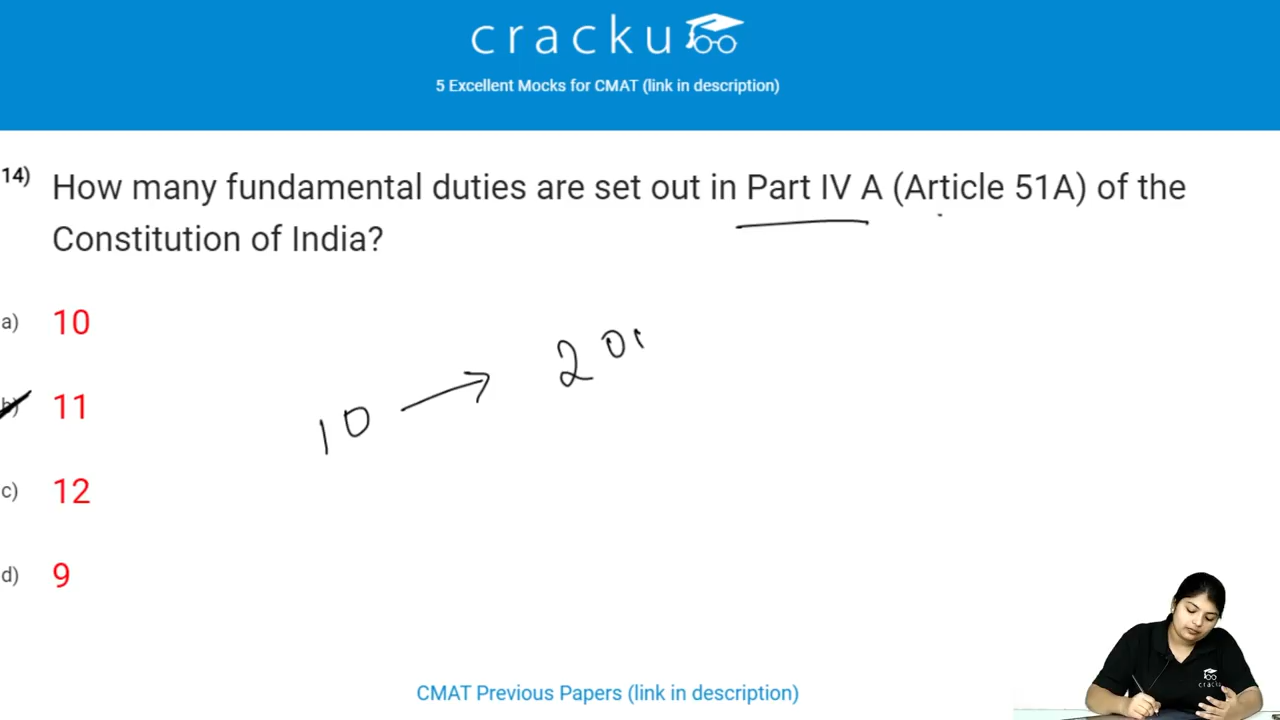 cracku
5 Excellent Mocks for CMAT (link in description)
14) How many fundamental duties are set out in Part IV A (Article 51A) of the
Constitution of India?
a) 10
b) 11
c) 12
d) 9
10 → 200
cracku
CMAT Previous Papers (link in description)